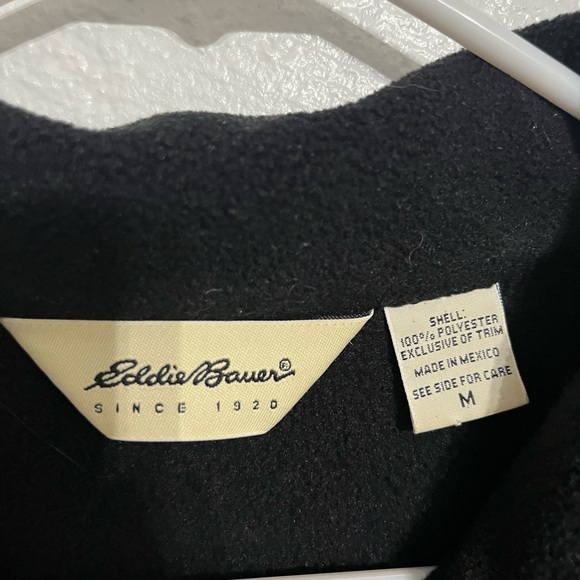 Eddie Bauer®
SINCE 1920
SHELL:
100% POLYESTER
EXCLUSIVE OF TRIM
MADE IN MEXICO
SEE SIDE FOR CARE
M